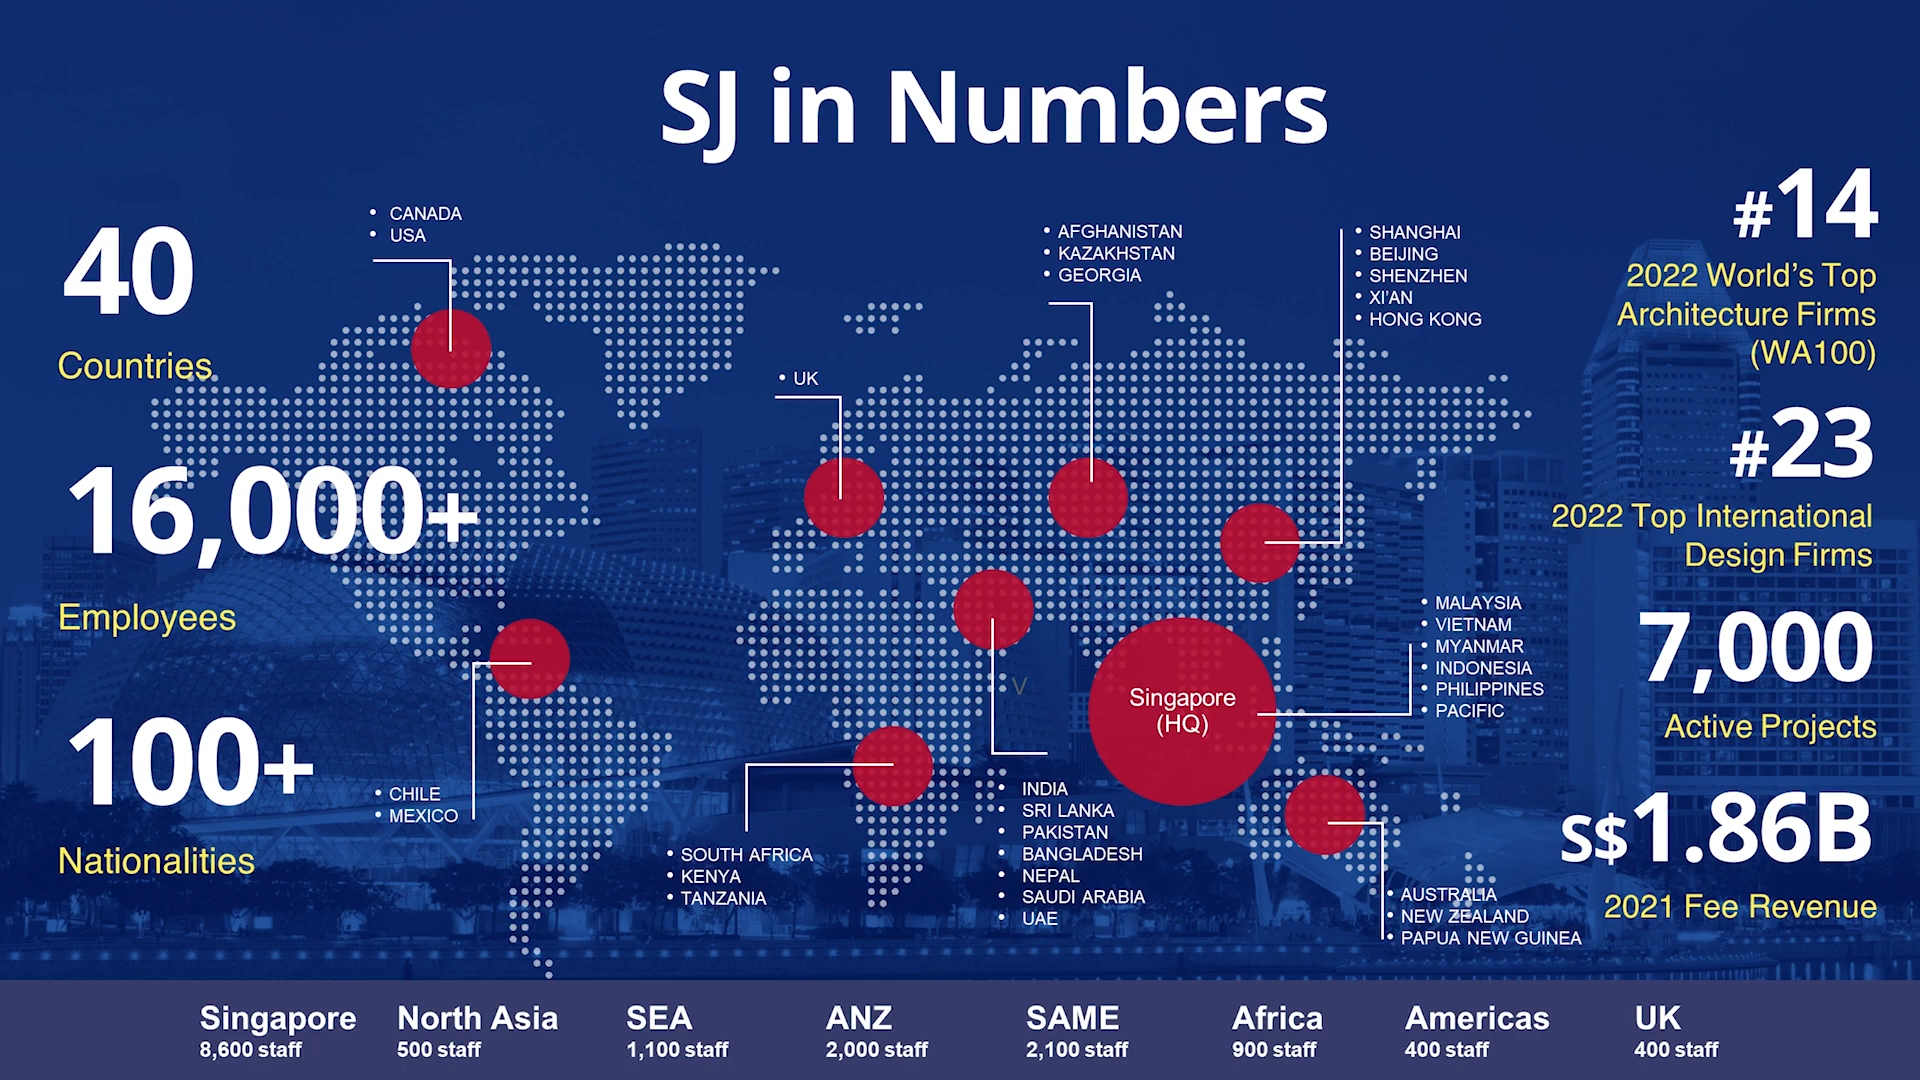 SJ in Numbers
40
Countries
16,000+
Employees
100+
Nationalities
• CANADA
• USA
• UK
• AFGHANISTAN
• KAZAKHSTAN
• GEORGIA
• SHANGHAI
• BEIJING
• SHENZHEN
• XI'AN
• HONG KONG
• MALAYSIA
• VIETNAM
• MYANMAR
• INDONESIA
• PHILIPPINES
• PACIFIC
Singapore
(HQ)
V
• CHILE
• MEXICO
• SOUTH AFRICA
• KENYA
• TANZANIA
• INDIA
• SRI LANKA
• PAKISTAN
• BANGLADESH
• NEPAL
• SAUDI ARABIA
• UAE
• AUSTRALIA
• NEW ZEALAND
• PAPUA NEW GUINEA
#14
2022 World's Top
Architecture Firms
(WA100)
#23
2022 Top International
Design Firms
7,000
Active Projects
S$1.86B
2021 Fee Revenue
Singapore
8,600 staff
North Asia
500 staff
SEA
1,100 staff
ANZ
2,000 staff
SAME
2,100 staff
Africa
900 staff
Americas
400 staff
UK
400 staff